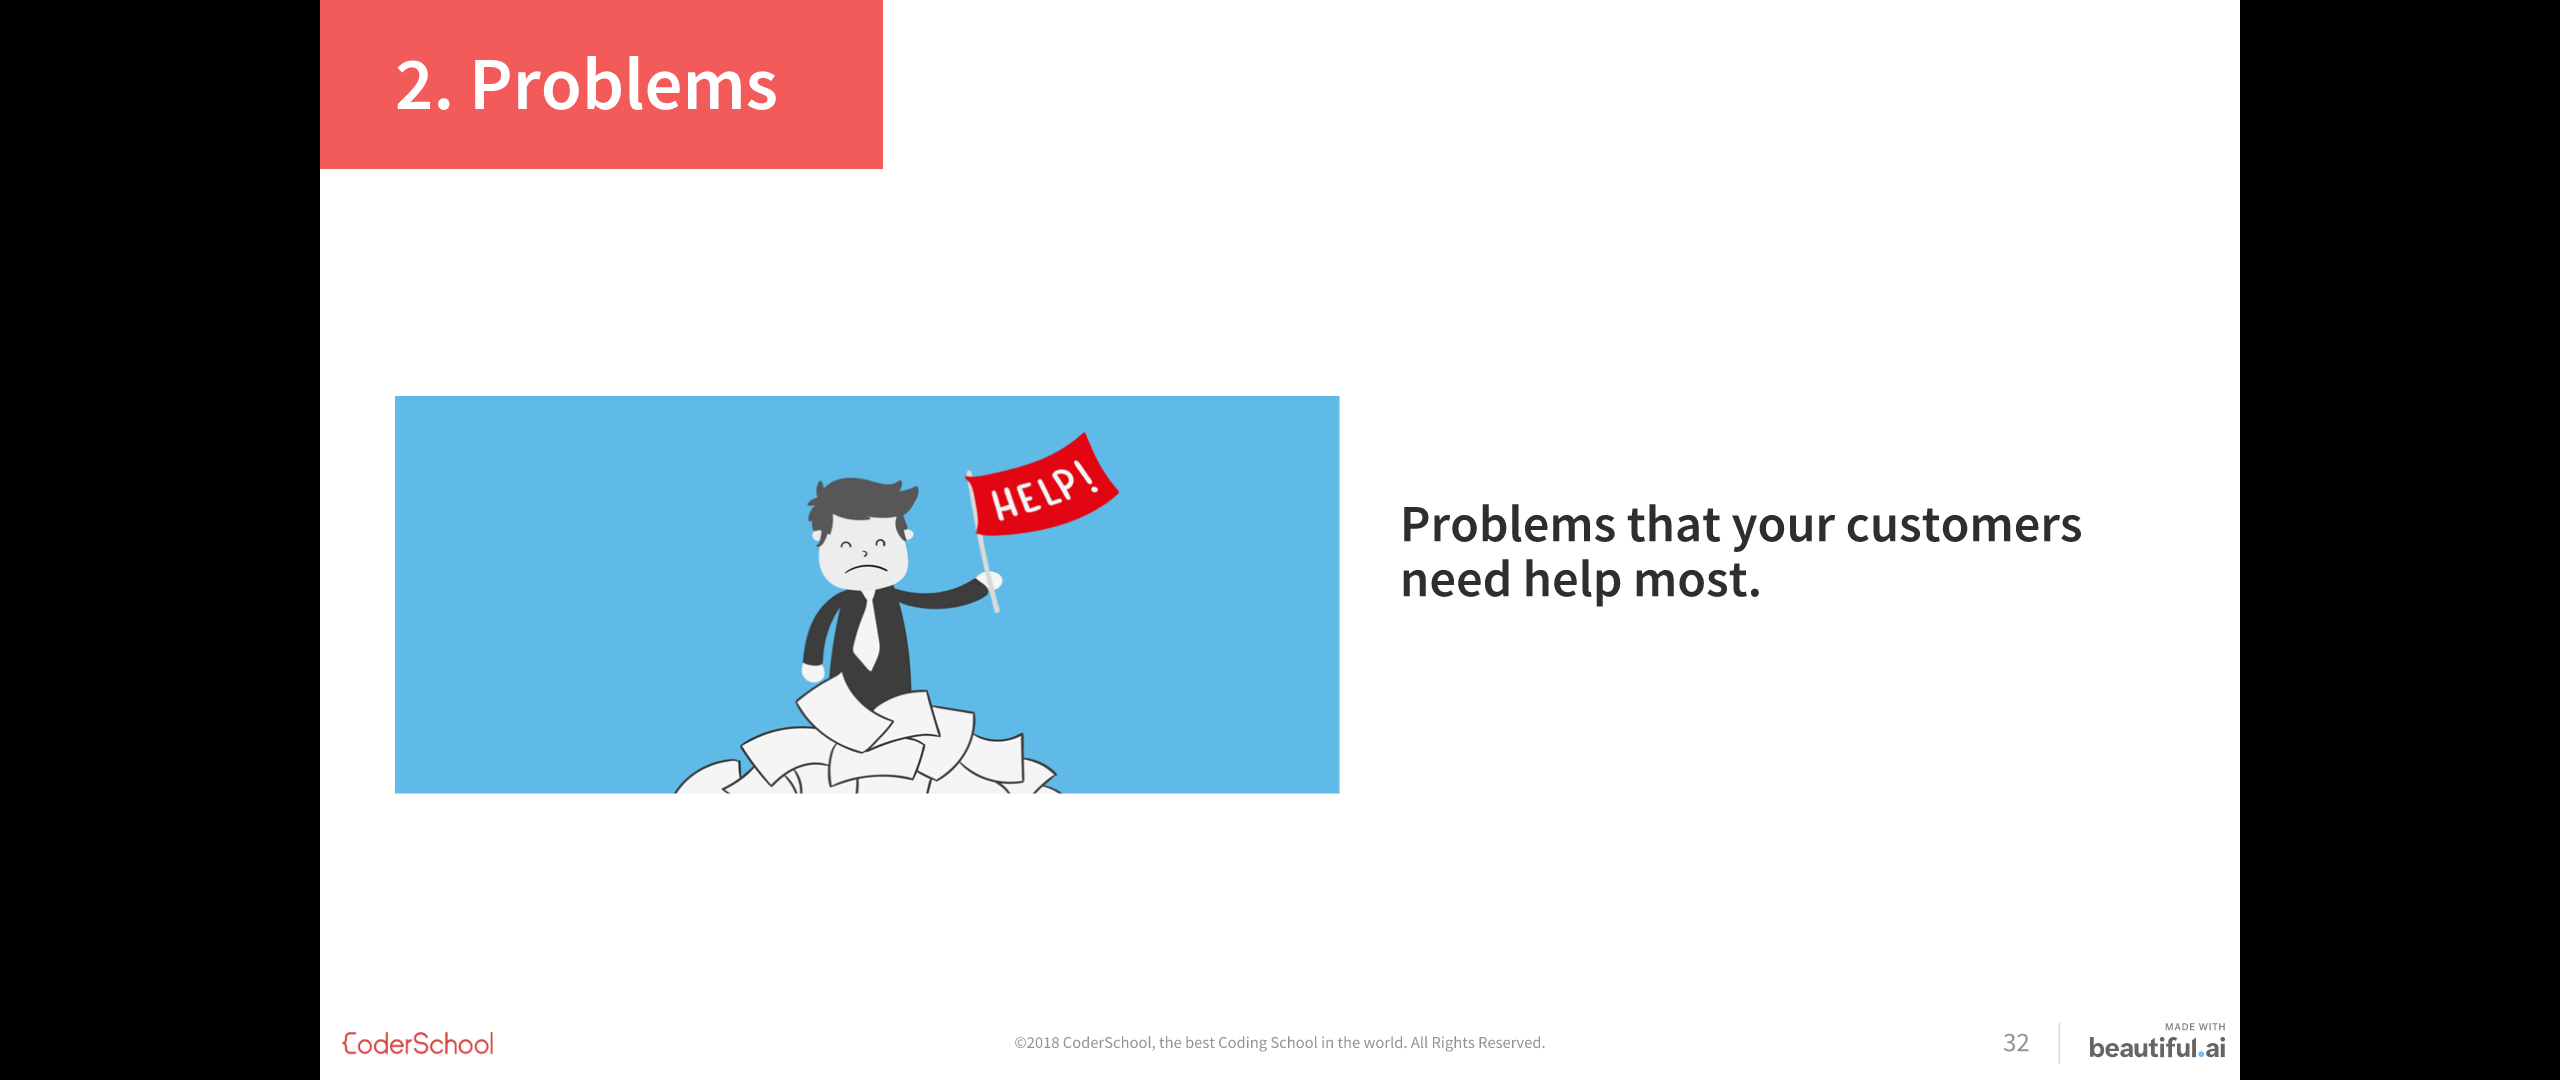 2. Problems
HELP!
Problems that your customers
need help most.
CoderSchool
©2018 CoderSchool, the best Coding School in the world. All Rights Reserved.
32
MADE WITH
beautiful.ai